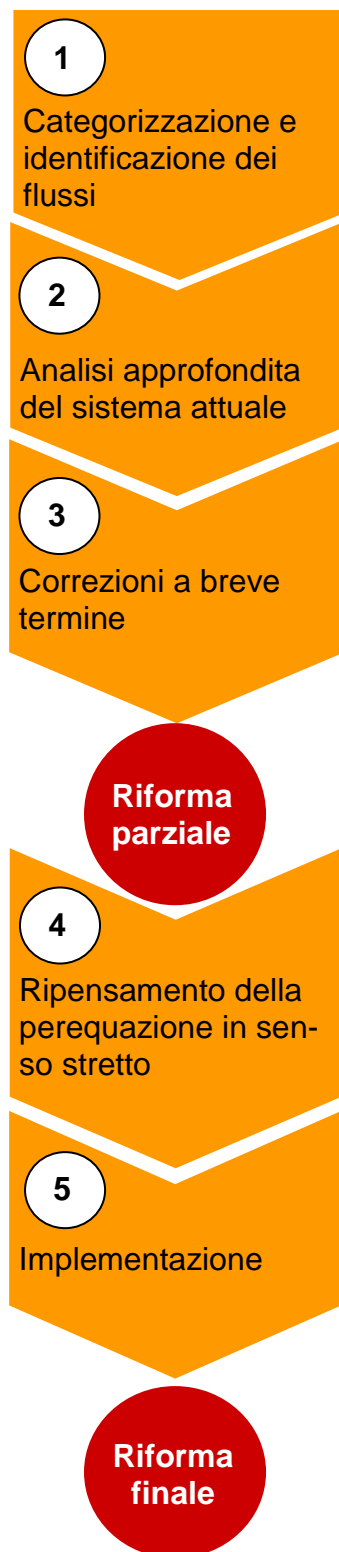 1
Categorizzazione e
identificazione dei
flussi
2
Analisi approfondita
del sistema attuale
3
Correzioni a breve
termine
Riforma
parziale
4
Ripensamento della
perequazione in sen-
so stretto
5
Implementazione
Riforma
finale